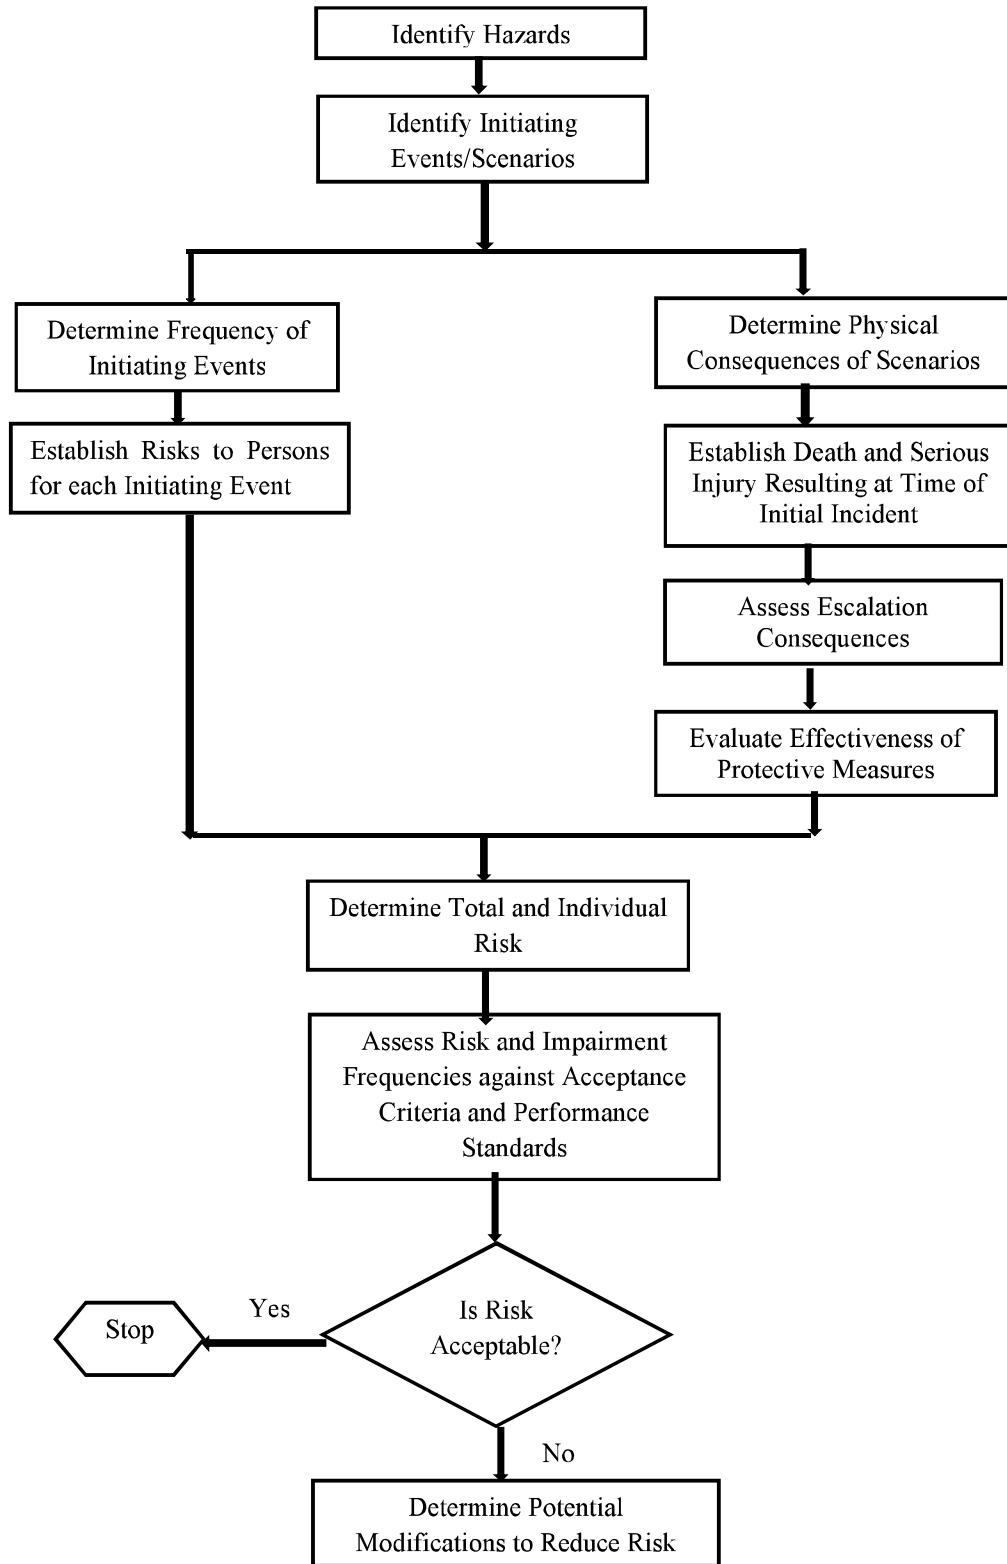 Identify Hazards
Identify Initiating
Events/Scenarios
Determine Frequency of
Initiating Events
Establish Risks to Persons
for each Initiating Event
Determine Physical
Consequences of Scenarios
Establish Death and Serious
Injury Resulting at Time of
Initial Incident
Assess Escalation
Consequences
Evaluate Effectiveness of
Protective Measures
Determine Total and Individual
Risk
Assess Risk and Impairment
Frequencies against Acceptance
Criteria and Performance
Standards
Is Risk
Acceptable?
Yes
Stop
No
Determine Potential
Modifications to Reduce Risk